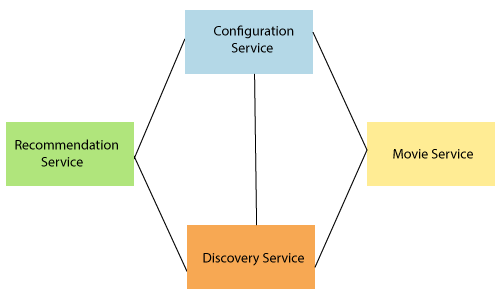 Configuration
Service
Recommendation
Service
Movie Service
Discovery Service